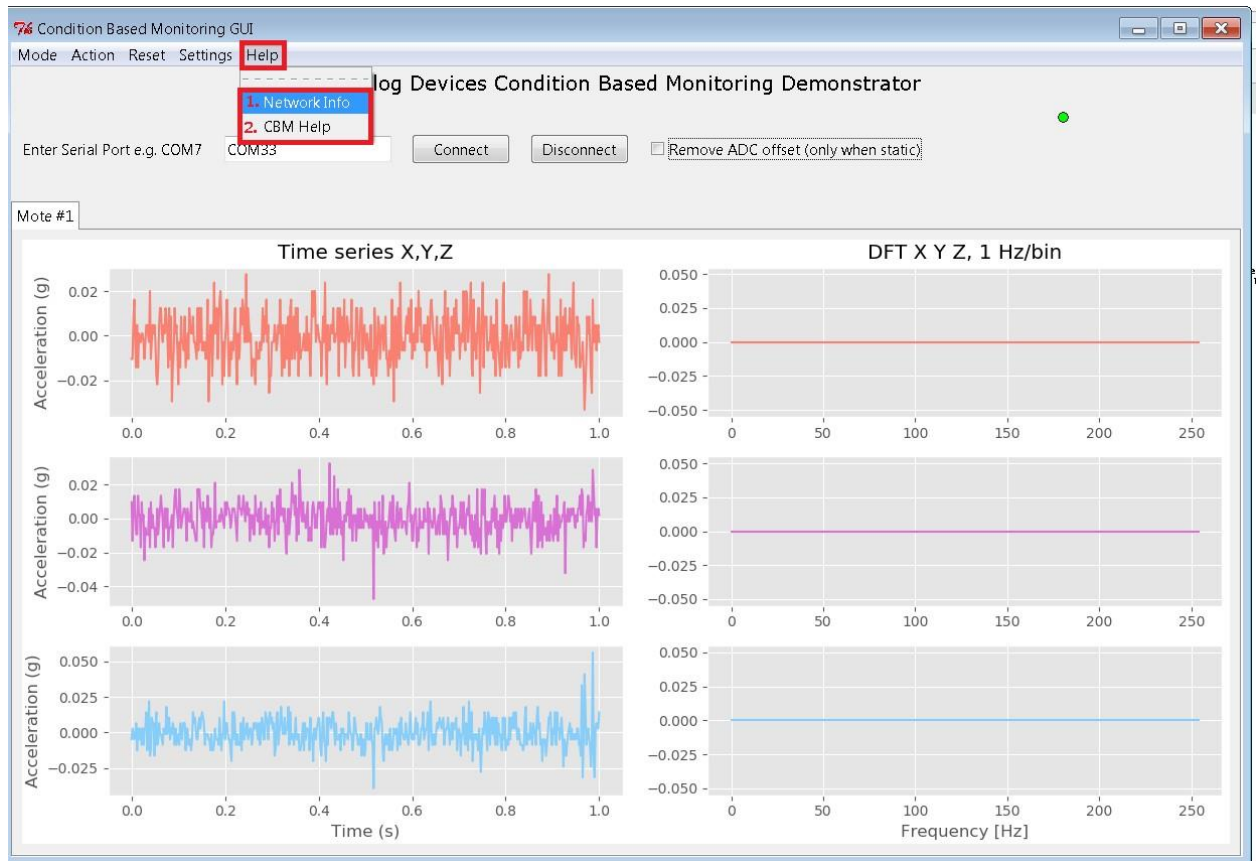 Condition Based Monitoring GUI
Mode Action Reset Settings Help
log Devices Condition Based Monitoring Demonstrator
1. Network Info
2. CBM Help
Enter Serial Port e.g. COM7 COM33 Connect Disconnect Remove ADC offset (only when static)
Mote #1
Time series X,Y,Z
Acceleration (g)
0.02
0.00
−0.02
0.0 0.2 0.4 0.6 0.8 1.0
DFT X Y Z, 1 Hz/bin
0.050
0.025
0.000
−0.025
−0.050
0 50 100 150 200 250
Acceleration (g)
0.02
0.00
−0.02
−0.04
0.0 0.2 0.4 0.6 0.8 1.0
0.050
0.025
0.000
−0.025
−0.050
0 50 100 150 200 250
Acceleration (g)
0.050
0.025
0.000
−0.025
0.0 0.2 0.4 0.6 0.8 1.0
Time (s)
0.050
0.025
0.000
−0.025
−0.050
0 50 100 150 200 250
Frequency [Hz]